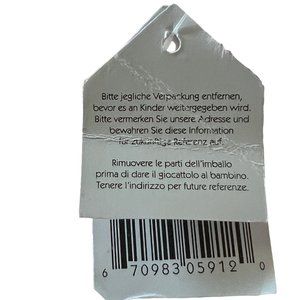 Bitte jegliche Verpackung entfernen,
bevor es an Kinder weitergegeben wird.
Bitte vermerken Sie unsere Adresse und
bewahren Sie diese Information
für zukünftige Referenz auf.
Rimuovere le parti dell'imballo
prima di dare il giocattolo al bambino.
Tenere l'indirizzo per future referenze.
6 70983 05912 0